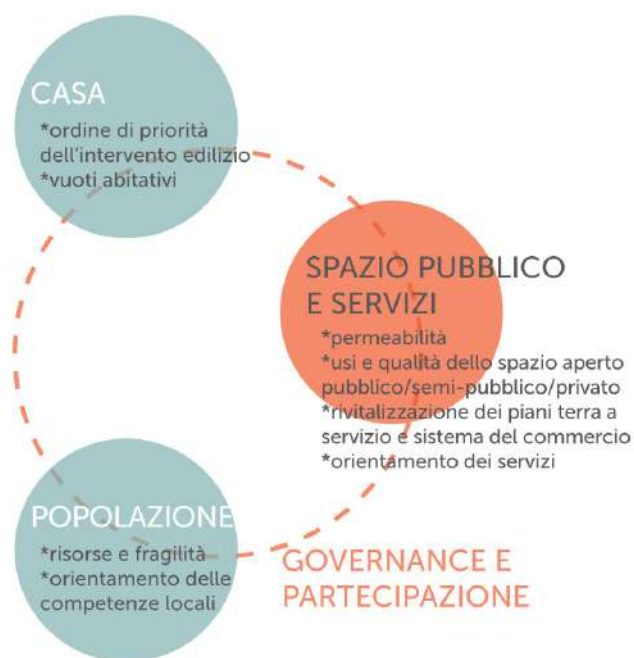 CASA
*ordine di priorità
dell'intervento edilizio
*vuoti abitativi
SPAZIO PUBBLICO
E SERVIZI
*permeabilità
*usi e qualità dello spazio aperto
pubblico/semi-pubblico/privato
*rivitalizzazione dei piani terra a
servizio e sistema del commercio
*orientamento dei servizi
POPOLAZIONE
*risorse e fragilità
*orientamento delle
competenze locali
GOVERNANCE E
PARTECIPAZIONE